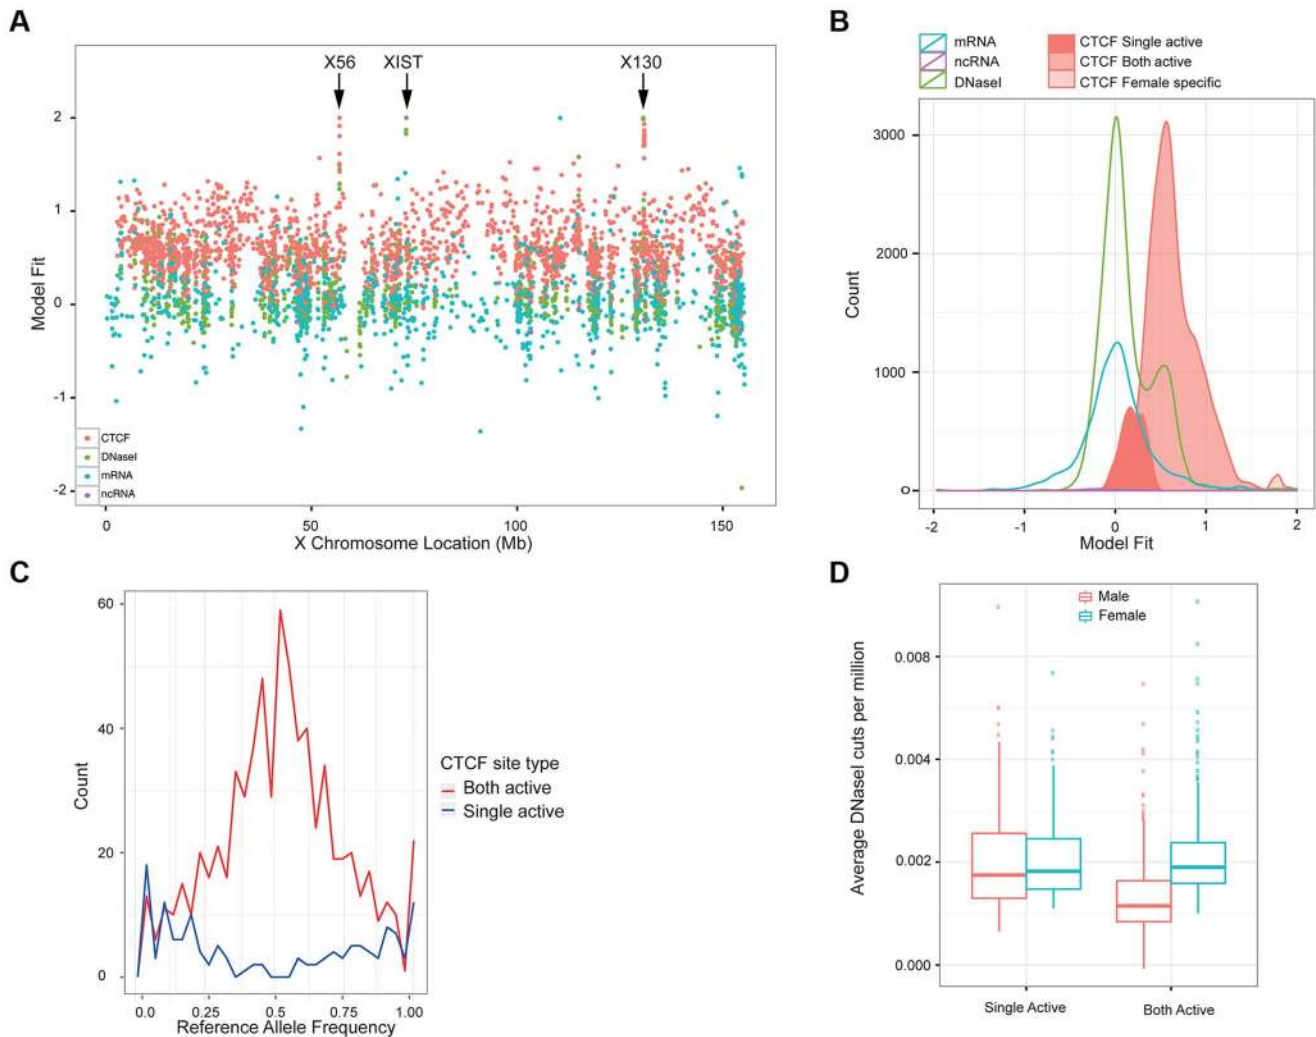 A
X56 XIST X130
2
1
0
-1
-2
Model Fit
CTCF
DNaseI
mRNA
ncRNA
0 50 100 150
X Chromosome Location (Mb)
B
mRNA CTCF Single active
ncRNA CTCF Both active
DNaseI CTCF Female specific
3000
2000
1000
0
Count
-2 -1 0 1 2
Model Fit
C
60
40
20
0
Count
0.0 0.25 0.5 0.75 1.00
Reference Allele Frequency
CTCF site type
Both active
Single active
D
Male
Female
0.008
0.004
0.002
0.000
Average DNaseI cuts per million
Single Active Both Active